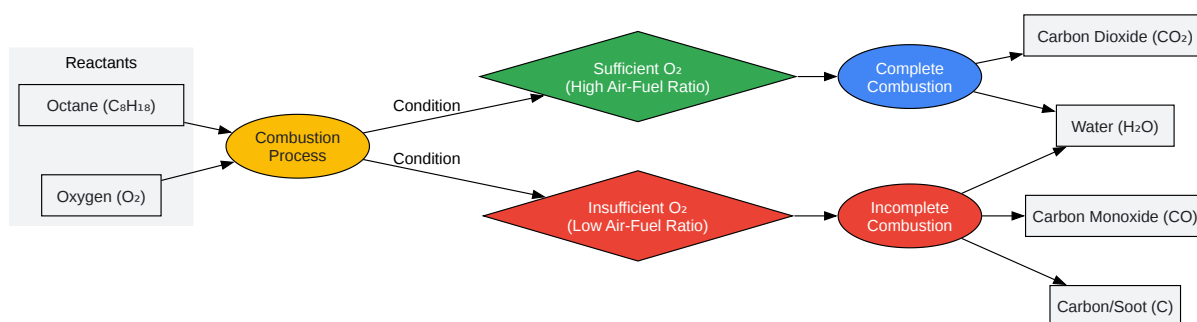 Reactants
Octane (C₈H₁₈)
Oxygen (O₂)
Combustion
Process
Condition
Condition
Sufficient O₂
(High Air-Fuel Ratio)
Insufficient O₂
(Low Air-Fuel Ratio)
Complete
Combustion
Incomplete
Combustion
Carbon Dioxide (CO₂)
Water (H₂O)
Carbon Monoxide (CO)
Carbon/Soot (C)